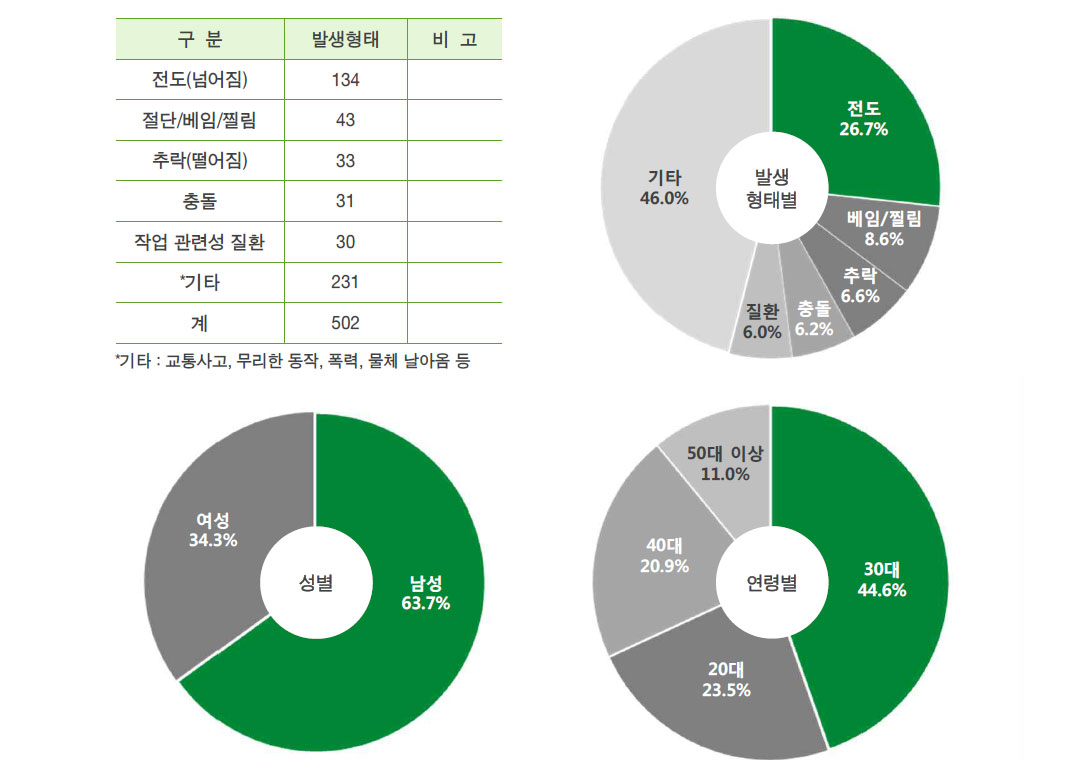 구 분 발생형태 비 고
전도(넘어짐) 134
절단/베임/찔림 43
추락(떨어짐) 33
충돌 31
작업 관련성 질환 30
*기타 231
계 502
*기타 : 교통사고, 무리한 동작, 폭력, 물체 날아옴 등
발생
형태별
전도
26.7%
베임/찔림
8.6%
추락
6.6%
충돌
6.2%
질환
6.0%
기타
46.0%
성별
남성
63.7%
여성
34.3%
연령별
30대
44.6%
20대
23.5%
40대
20.9%
50대 이상
11.0%